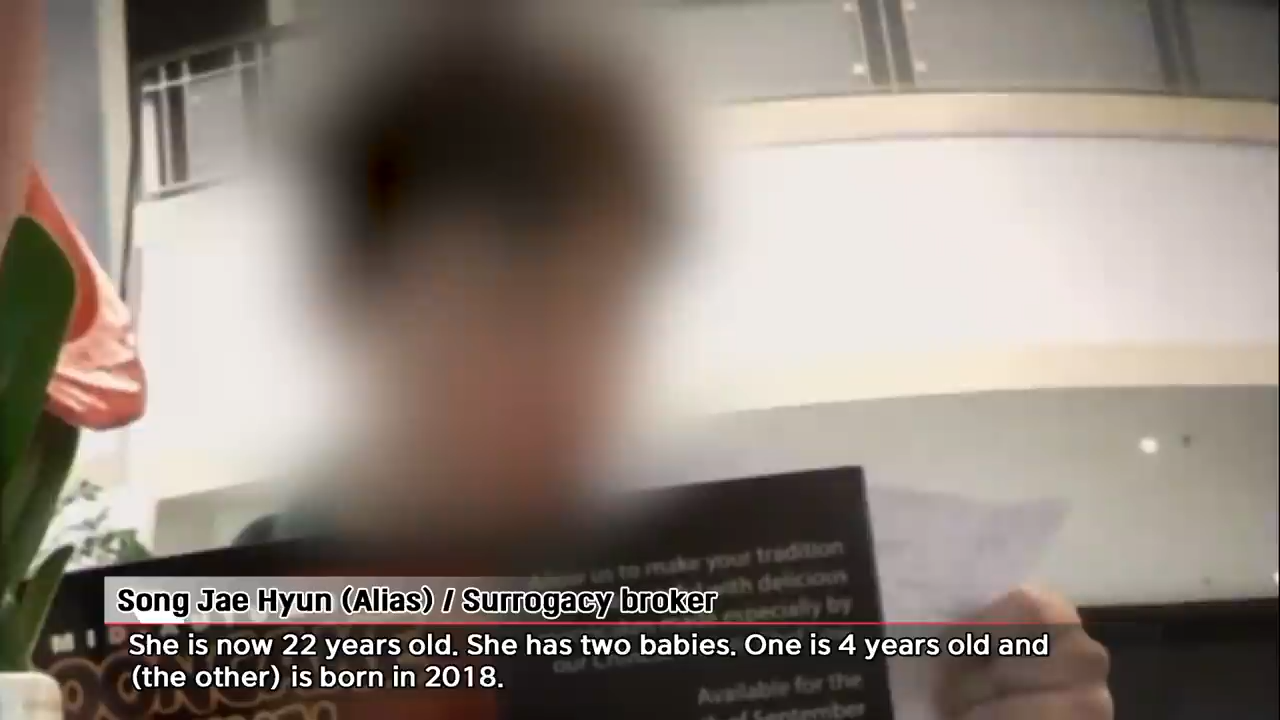 us to make your tradition
with delicious
especially by
our
Available for the
of September
Song Jae Hyun (Alias) / Surrogacy broker
She is now 22 years old. She has two babies. One is 4 years old and
(the other) is born in 2018.